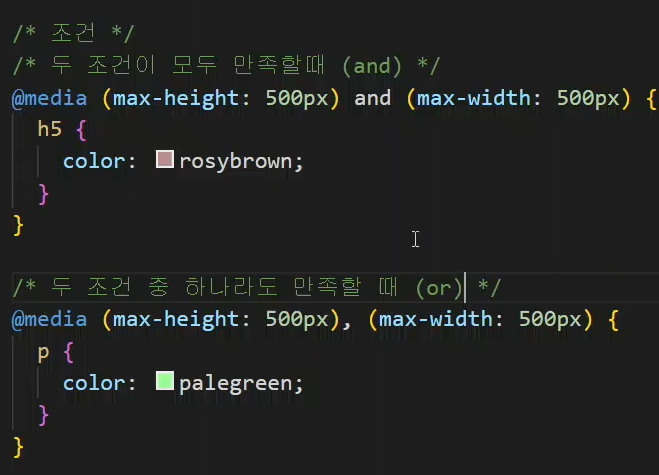 /* 조건 */
/* 두 조건이 모두 만족할때 (and) */
@media (max-height: 500px) and (max-width: 500px) {
h5 {
color: rosybrown;
}
}
/* 두 조건 중 하나라도 만족할 때 (or) */
@media (max-height: 500px), (max-width: 500px) {
p {
color: palegreen;
}
}